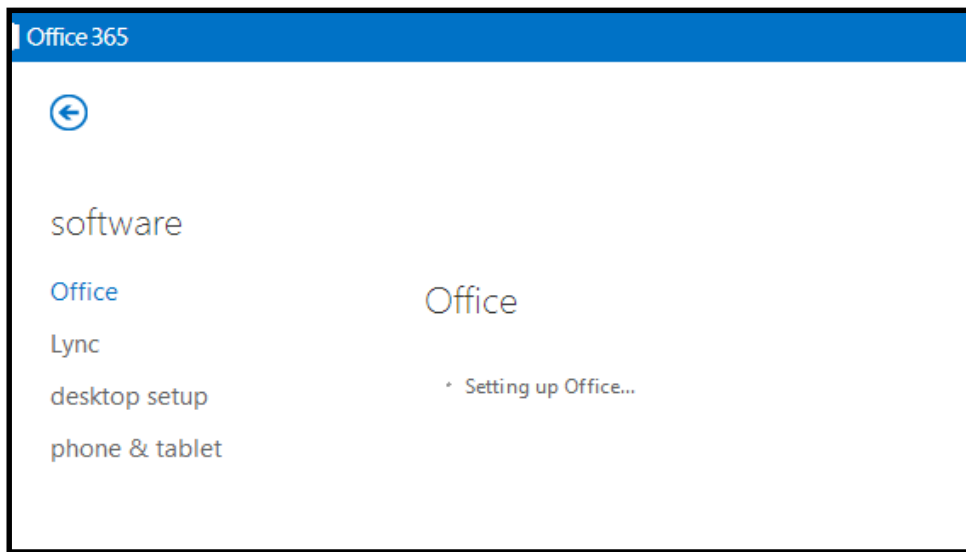 Office 365
software
Office
Lync
desktop setup
phone & tablet
Office
Setting up Office...